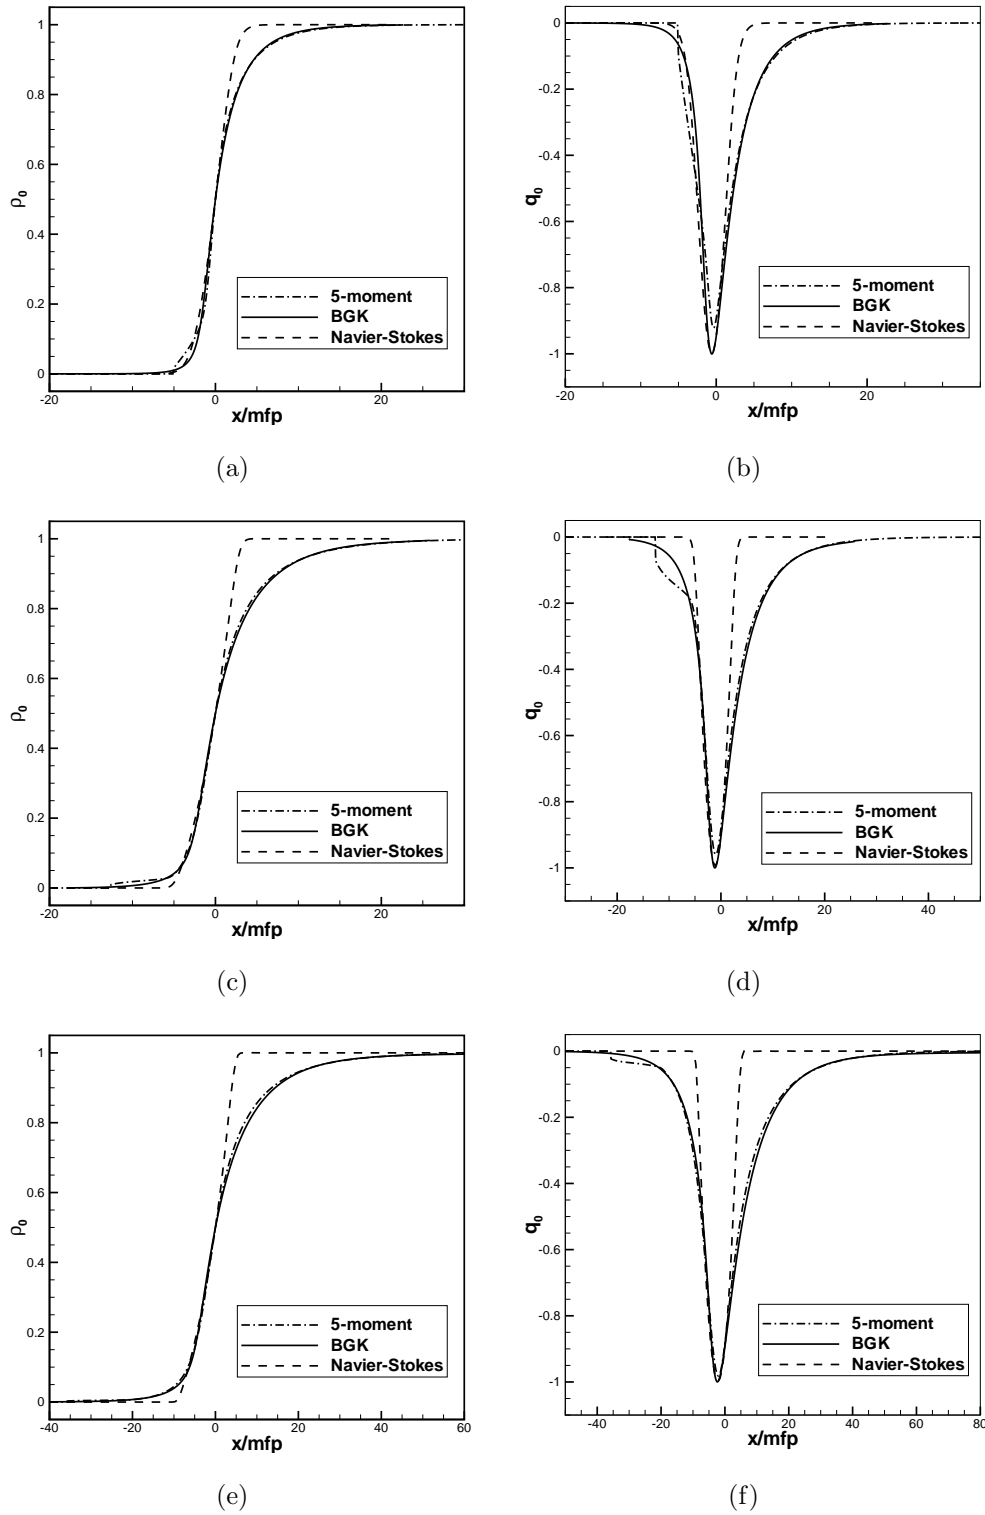 1
0.8
0.6
0.4
0.2
0
ρ₀
-20
0
20
x/mfp
5-moment
BGK
Navier-Stokes
(a)
0
-0.2
-0.4
-0.6
-0.8
-1
q₀
-20
0
20
x/mfp
5-moment
BGK
Navier-Stokes
(b)
1
0.8
0.6
0.4
0.2
0
ρ₀
-20
0
20
x/mfp
5-moment
BGK
Navier-Stokes
(c)
0
-0.2
-0.4
-0.6
-0.8
-1
q₀
-20
0
20
40
x/mfp
5-moment
BGK
Navier-Stokes
(d)
1
0.8
0.6
0.4
0.2
0
ρ₀
-40
-20
0
20
40
60
x/mfp
5-moment
BGK
Navier-Stokes
(e)
0
-0.2
-0.4
-0.6
-0.8
-1
q₀
-40
-20
0
20
40
60
80
x/mfp
5-moment
BGK
Navier-Stokes
(f)